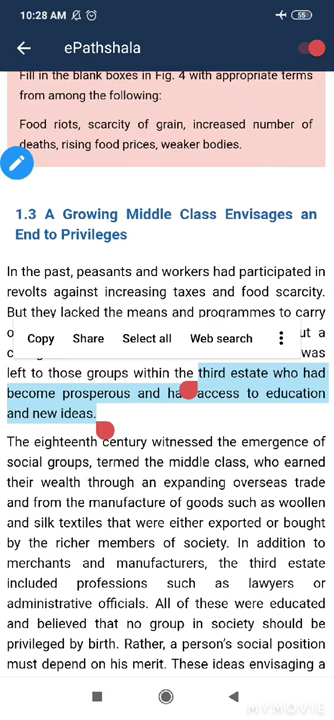 10:28 AM
55
ePathshala
Fill in the blank boxes in Fig. 4 with appropriate terms
from among the following:
Food riots, scarcity of grain, increased number of
deaths, rising food prices, weaker bodies.
1.3 A Growing Middle Class Envisages an
End to Privileges
In the past, peasants and workers had participated in
revolts against increasing taxes and food scarcity.
But they lacked the means and programmes to carry
Copy Share Select all Web search
was
left to those groups within the third estate who had
become prosperous and had access to education
and new ideas.
The eighteenth century witnessed the emergence of
social groups, termed the middle class, who earned
their wealth through an expanding overseas trade
and from the manufacture of goods such as woollen
and silk textiles that were either exported or bought
by the richer members of society. In addition to
merchants and manufacturers, the third estate
included professions such as lawyers or
administrative officials. All of these were educated
and believed that no group in society should be
privileged by birth. Rather, a person's social position
must depend on his merit. These ideas envisaging a
MYMOVIE